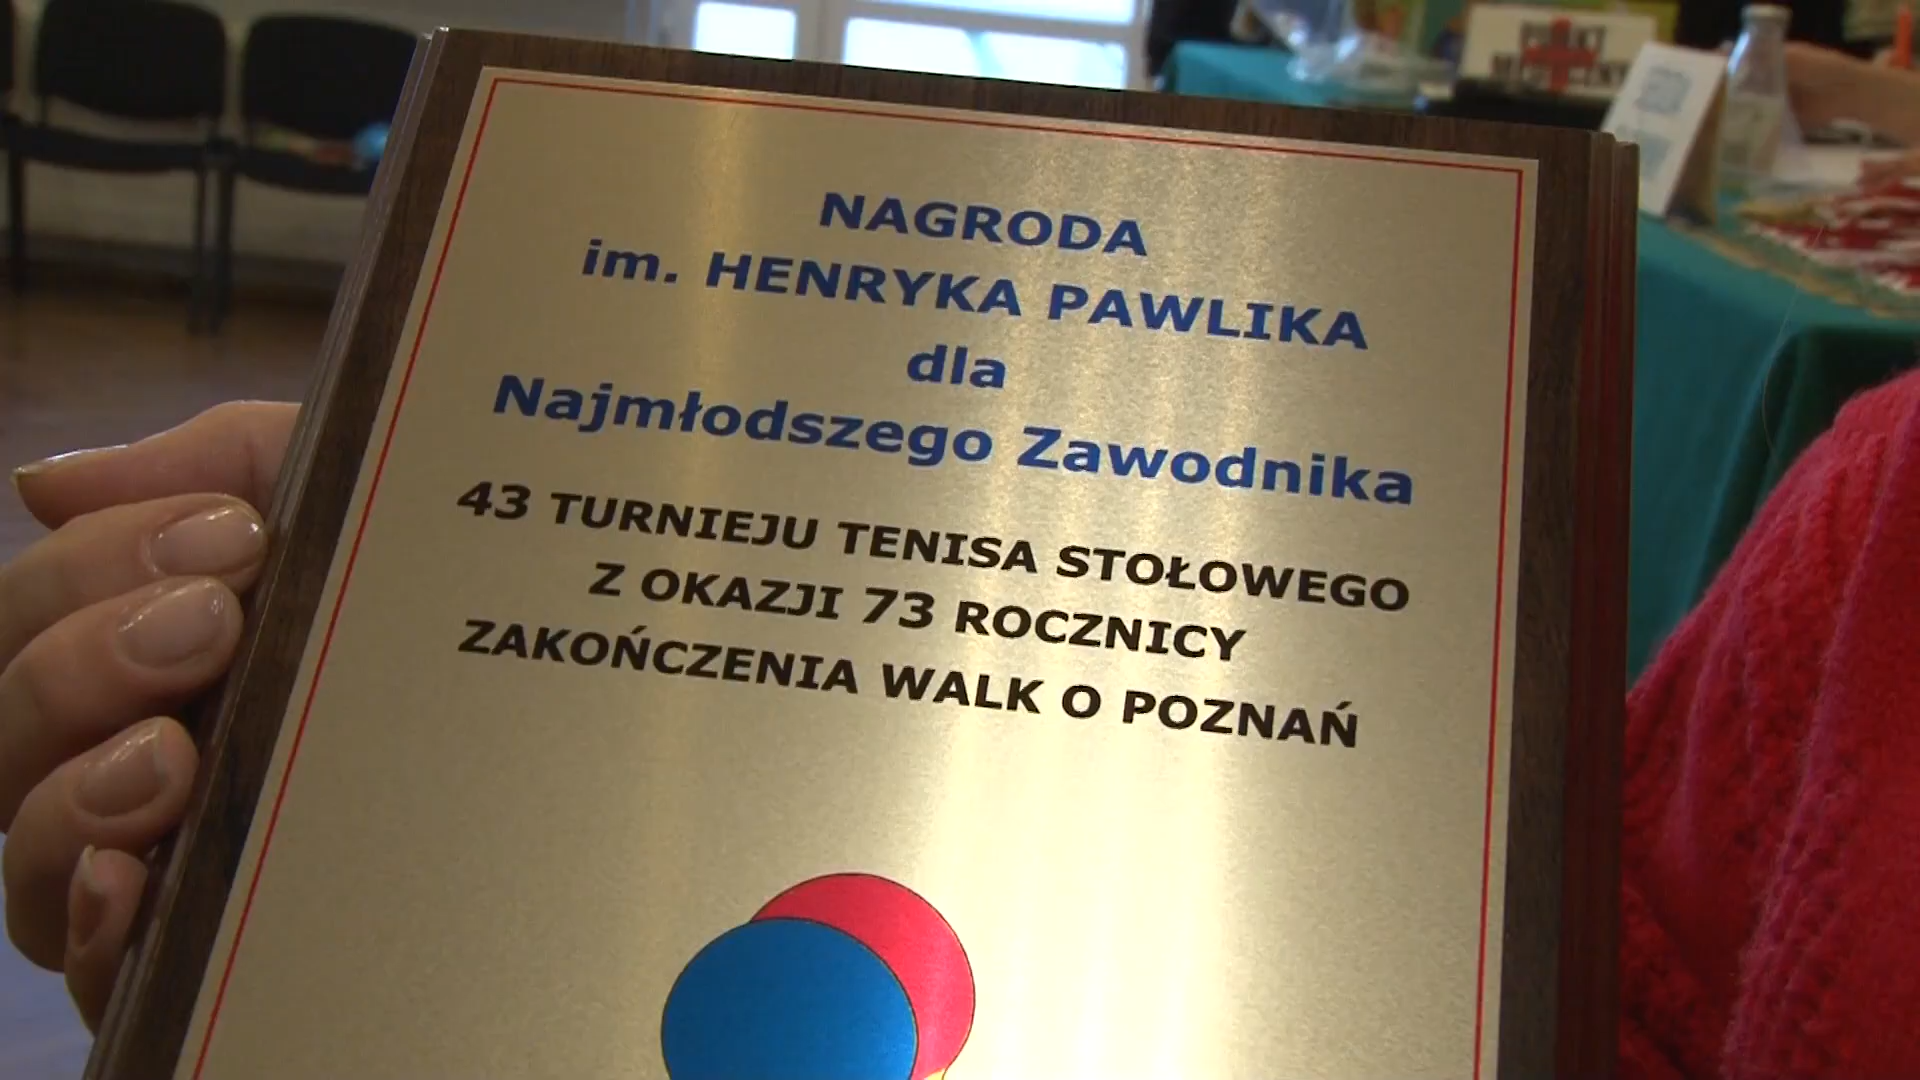 NAGRODA
im. HENRYKA PAWLIKA
dla
Najmłodszego Zawodnika
43 TURNIEJU TENISA STOŁOWEGO
Z OKAZJI 73 ROCZNICY
ZAKOŃCZENIA WALK O POZNAŃ